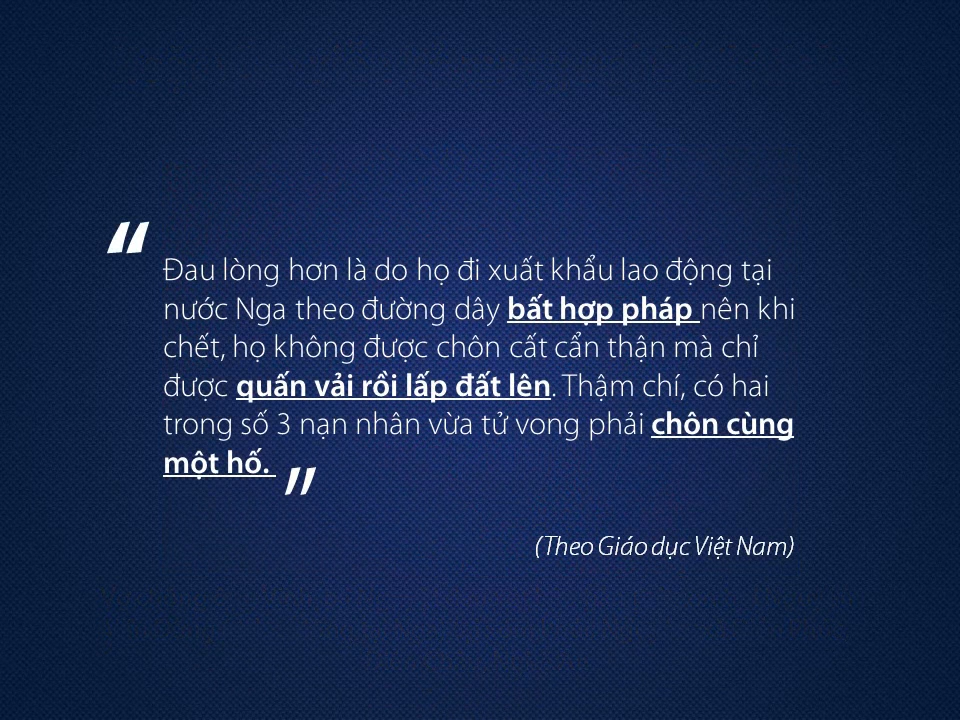 “ Đau lòng hơn là do họ đi xuất khẩu lao động tại
nước Nga theo đường dây bất hợp pháp nên khi
chết, họ không được chôn cất cẩn thận mà chỉ
được quấn vải rồi lấp đất lên. Thậm chí, có hai
trong số 3 nạn nhân vừa tử vong phải chôn cùng
một hố. ”
(Theo Giáo dục Việt Nam)